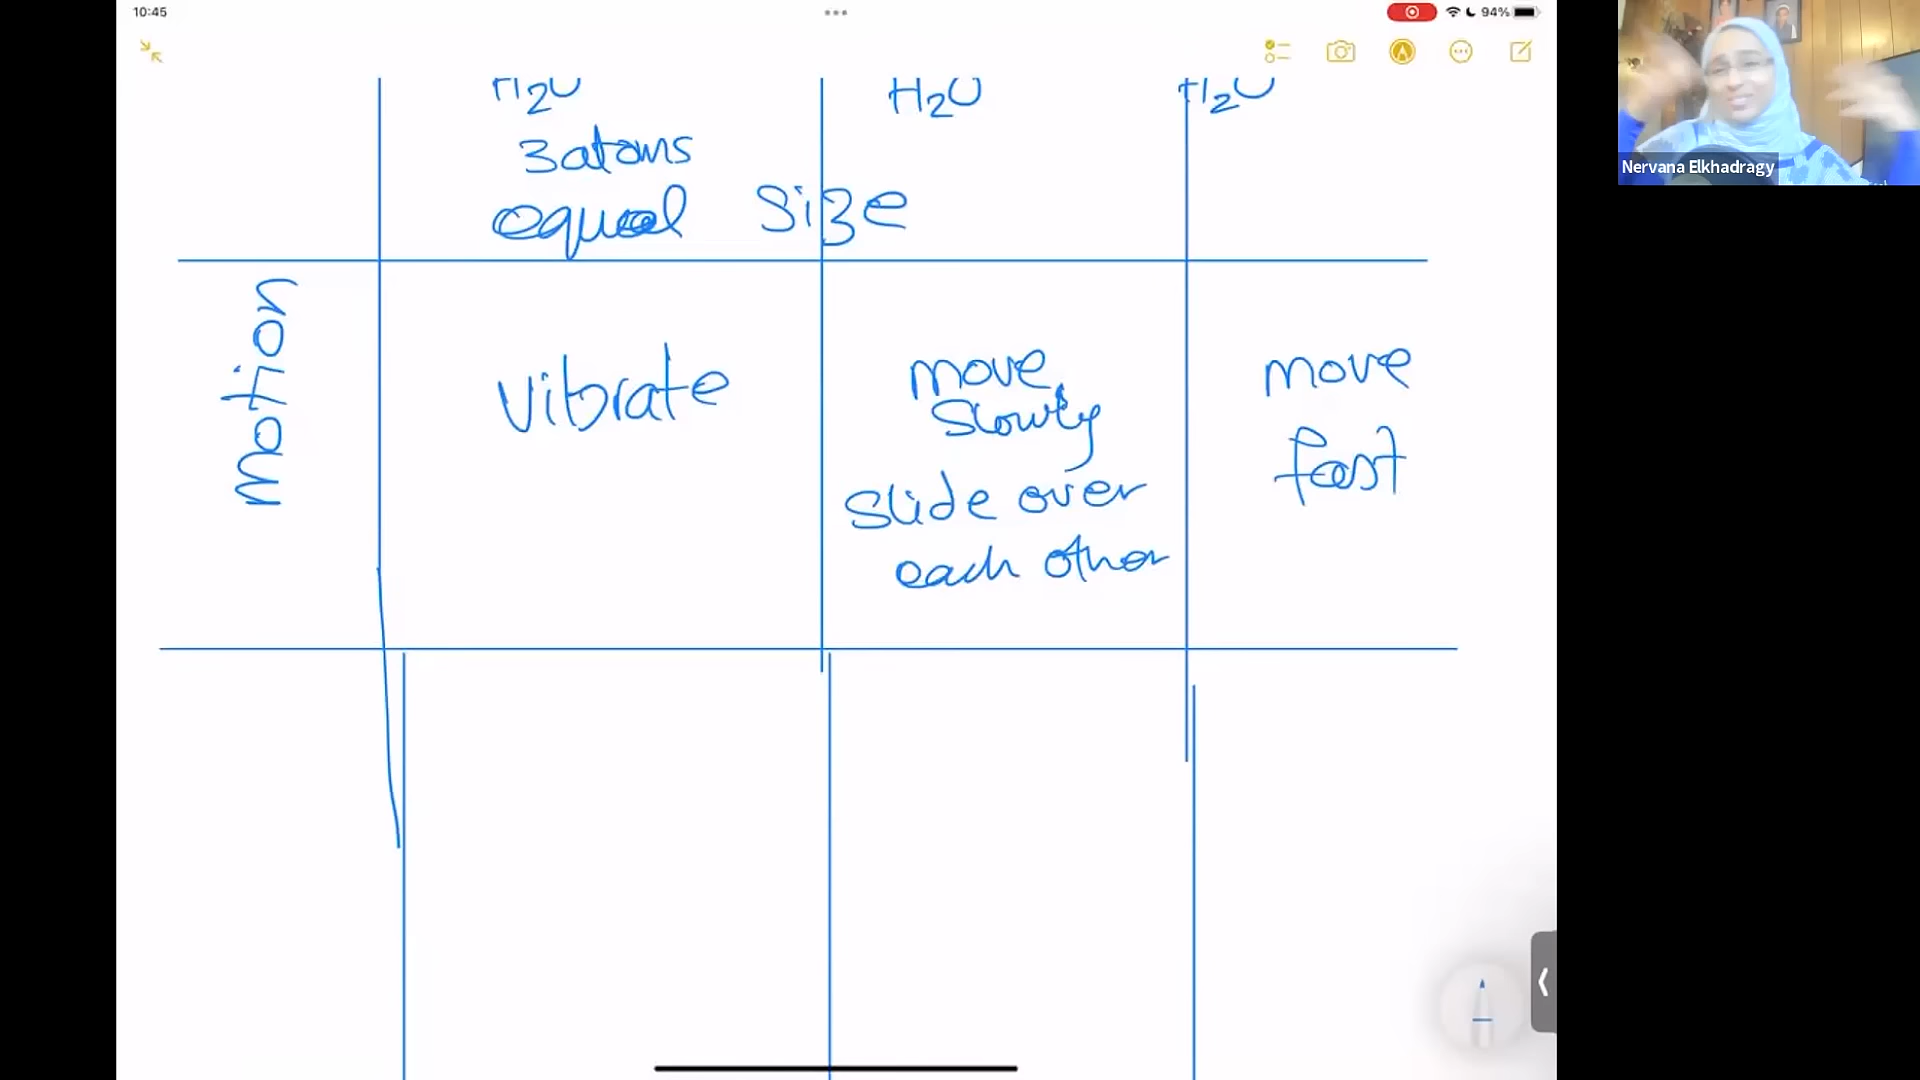 10:45
94%
H2O
H2O
H2O
3 atoms
equal size
motion
vibrate
move
slowly
slide over
each other
move
fast
Nervana Elkhadragy